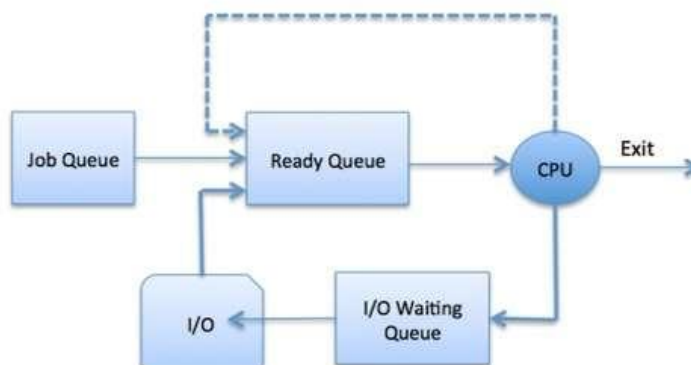 Job Queue
Ready Queue
CPU
Exit
I/O
I/O Waiting
Queue